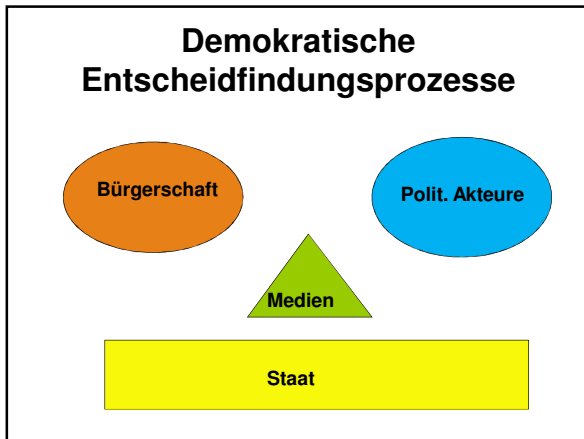 Demokratische
Entscheidfindungsprozesse
Bürgerschaft
Polit. Akteure
Medien
Staat